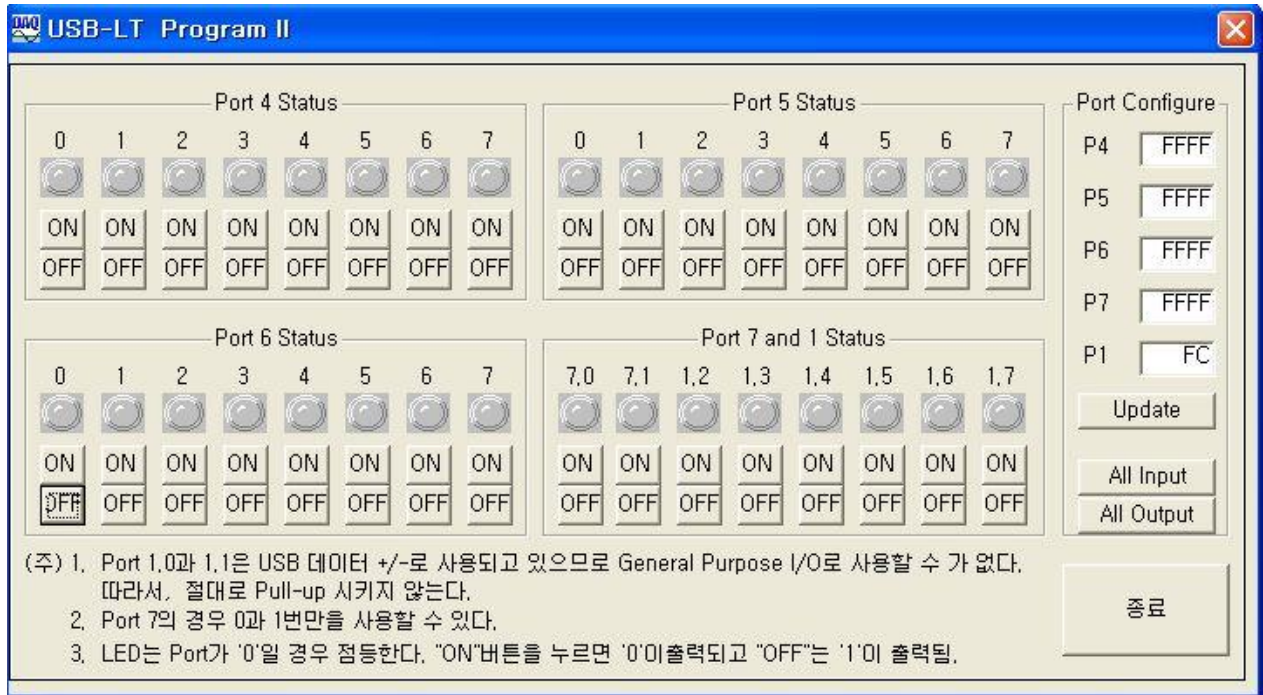 USB-LT Program II
Port 4 Status
0 1 2 3 4 5 6 7
ON ON ON ON ON ON ON ON
OFF OFF OFF OFF OFF OFF OFF OFF
Port 5 Status
0 1 2 3 4 5 6 7
ON ON ON ON ON ON ON ON
OFF OFF OFF OFF OFF OFF OFF OFF
Port 6 Status
0 1 2 3 4 5 6 7
ON ON ON ON ON ON ON ON
OFF OFF OFF OFF OFF OFF OFF OFF
Port 7 and 1 Status
7.0 7.1 1.2 1.3 1.4 1.5 1.6 1.7
ON ON ON ON ON ON ON ON
OFF OFF OFF OFF OFF OFF OFF OFF
Port Configure
P4 FFFF
P5 FFFF
P6 FFFF
P7 FFFF
P1 FC
Update
All Input
All Output
(주) 1. Port 1.0과 1.1은 USB 데이터 +/-로 사용되고 있으므로 General Purpose I/O로 사용할 수 가 없다.
따라서, 절대로 Pull-up 시키지 않는다.
2. Port 7의 경우 0과 1번만을 사용할 수 있다.
3. LED는 Port가 '0'일 경우 점등한다. "ON"버튼을 누르면 '0'이출력되고 "OFF"는 '1'이 출력됨.
종료